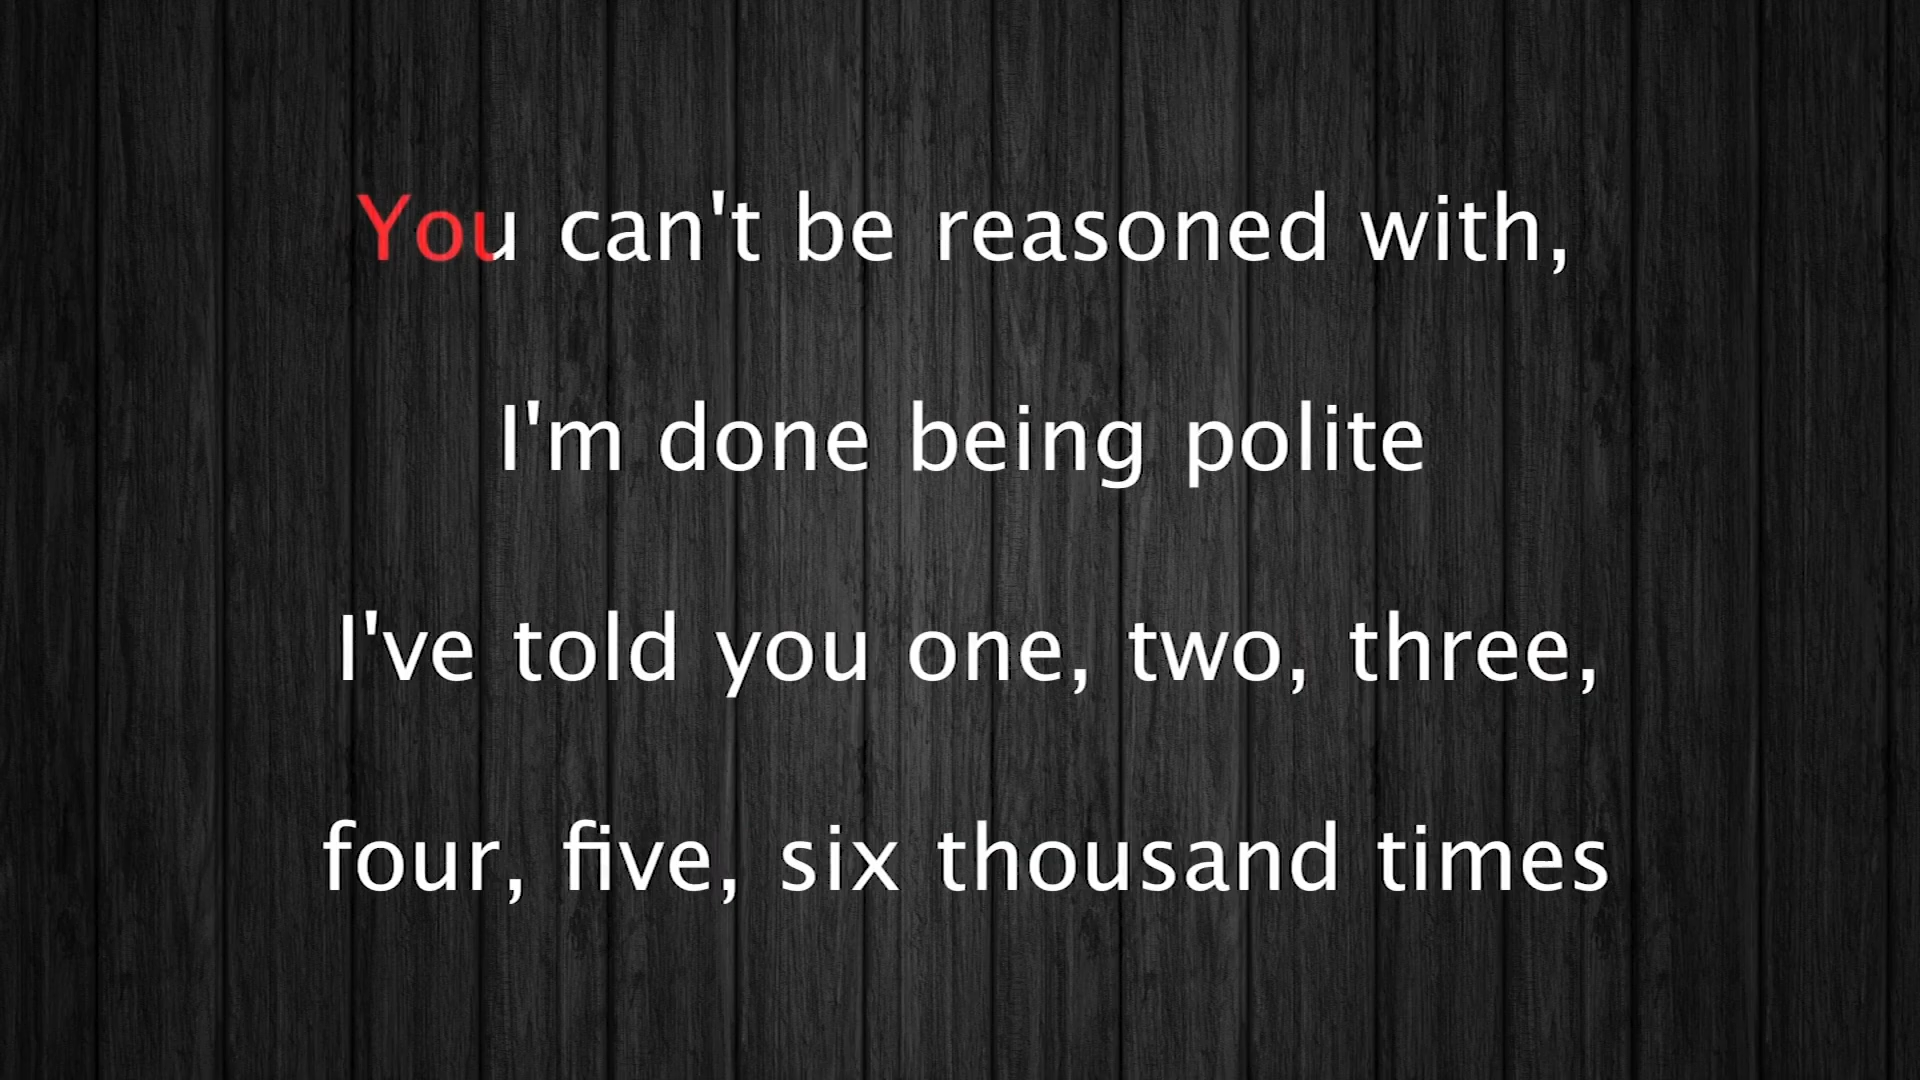 You can't be reasoned with,
I'm done being polite
I've told you one, two, three,
four, five, six thousand times